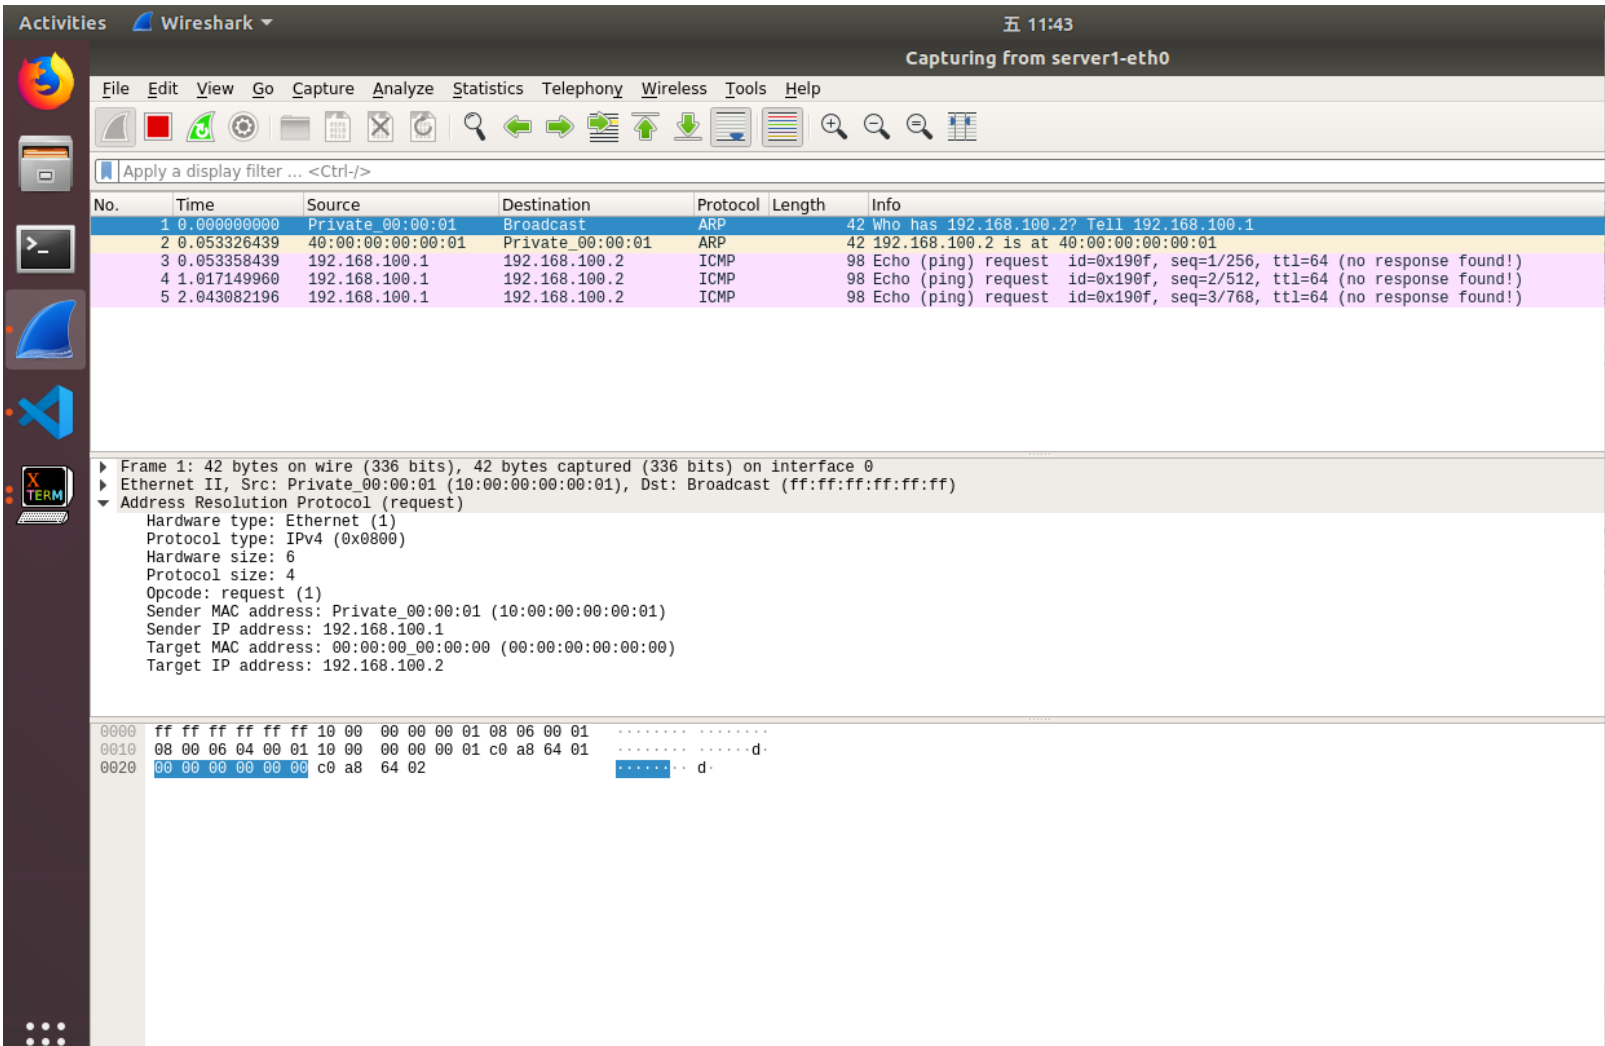 Activities Wireshark 五 11:43
Capturing from server1-eth0
File Edit View Go Capture Analyze Statistics Telephony Wireless Tools Help
Apply a display filter ... <Ctrl-/>
No. Time Source Destination Protocol Length Info
1 0.000000000 Private_00:00:01 Broadcast ARP 42 Who has 192.168.100.2? Tell 192.168.100.1
2 0.053326439 40:00:00:00:00:01 Private_00:00:01 ARP 42 192.168.100.2 is at 40:00:00:00:00:01
3 0.053358439 192.168.100.1 192.168.100.2 ICMP 98 Echo (ping) request id=0x190f, seq=1/256, ttl=64 (no response found!)
4 1.017149960 192.168.100.1 192.168.100.2 ICMP 98 Echo (ping) request id=0x190f, seq=2/512, ttl=64 (no response found!)
5 2.043082196 192.168.100.1 192.168.100.2 ICMP 98 Echo (ping) request id=0x190f, seq=3/768, ttl=64 (no response found!)
X
TERM
Frame 1: 42 bytes on wire (336 bits), 42 bytes captured (336 bits) on interface 0
Ethernet II, Src: Private_00:00:01 (10:00:00:00:00:01), Dst: Broadcast (ff:ff:ff:ff:ff:ff)
Address Resolution Protocol (request)
Hardware type: Ethernet (1)
Protocol type: IPv4 (0x0800)
Hardware size: 6
Protocol size: 4
Opcode: request (1)
Sender MAC address: Private_00:00:01 (10:00:00:00:00:01)
Sender IP address: 192.168.100.1
Target MAC address: 00:00:00_00:00:00 (00:00:00:00:00:00)
Target IP address: 192.168.100.2
0000 ff ff ff ff ff ff 10 00 00 00 00 01 08 06 00 01 ········ ········
0010 08 00 06 04 00 01 10 00 00 00 00 01 c0 a8 64 01 ········ ······d·
0020 00 00 00 00 00 00 c0 a8 64 02 ········ d·